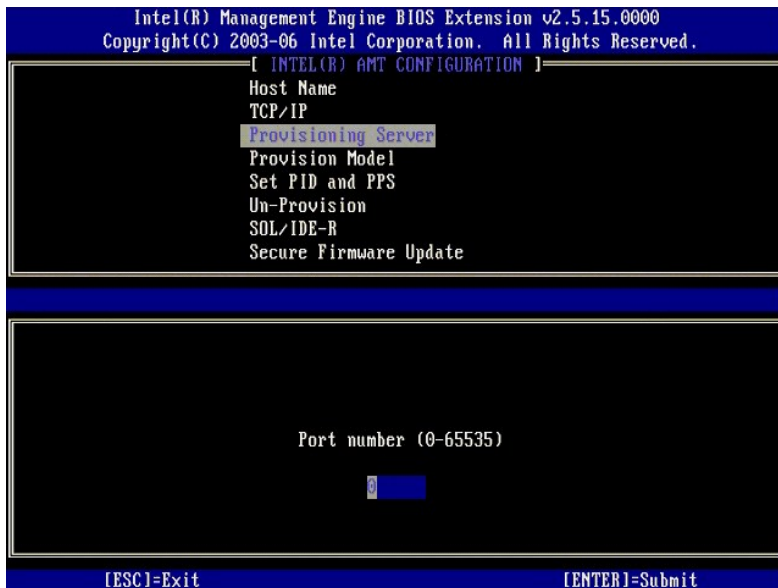 Intel(R) Management Engine BIOS Extension v2.5.15.0000
Copyright(C) 2003-06 Intel Corporation. All Rights Reserved.
[ INTEL(R) AMT CONFIGURATION ]
Host Name
TCP/IP
Provisioning Server
Provision Model
Set PID and PPS
Un-Provision
SOL/IDE-R
Secure Firmware Update
Port number (0-65535)
0
[ESC]=Exit [ENTER]=Submit